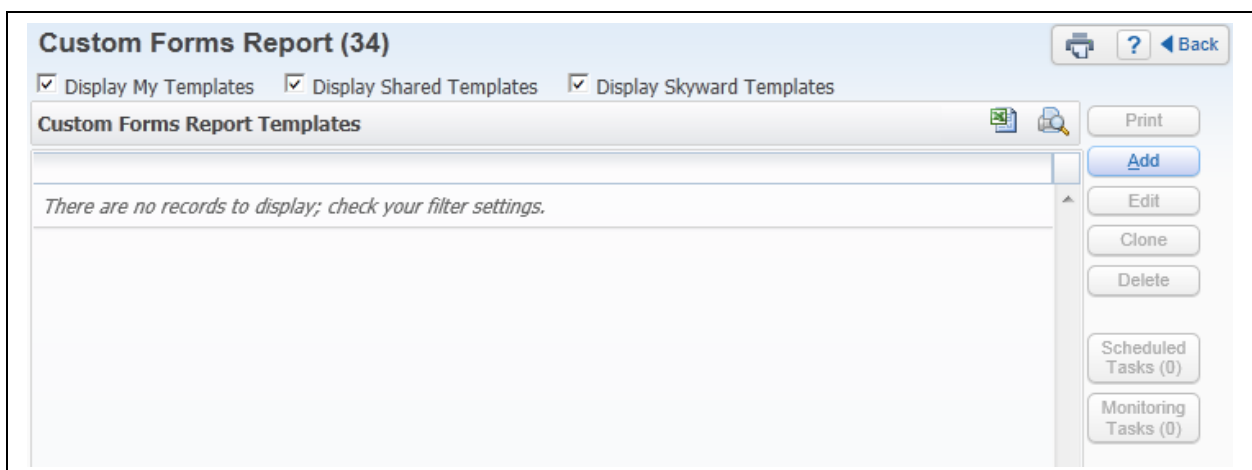 Custom Forms Report (34)
? Back
Display My Templates Display Shared Templates Display Skyward Templates
Custom Forms Report Templates
Print
Add
There are no records to display; check your filter settings.
Edit
Clone
Delete
Scheduled
Tasks (0)
Monitoring
Tasks (0)